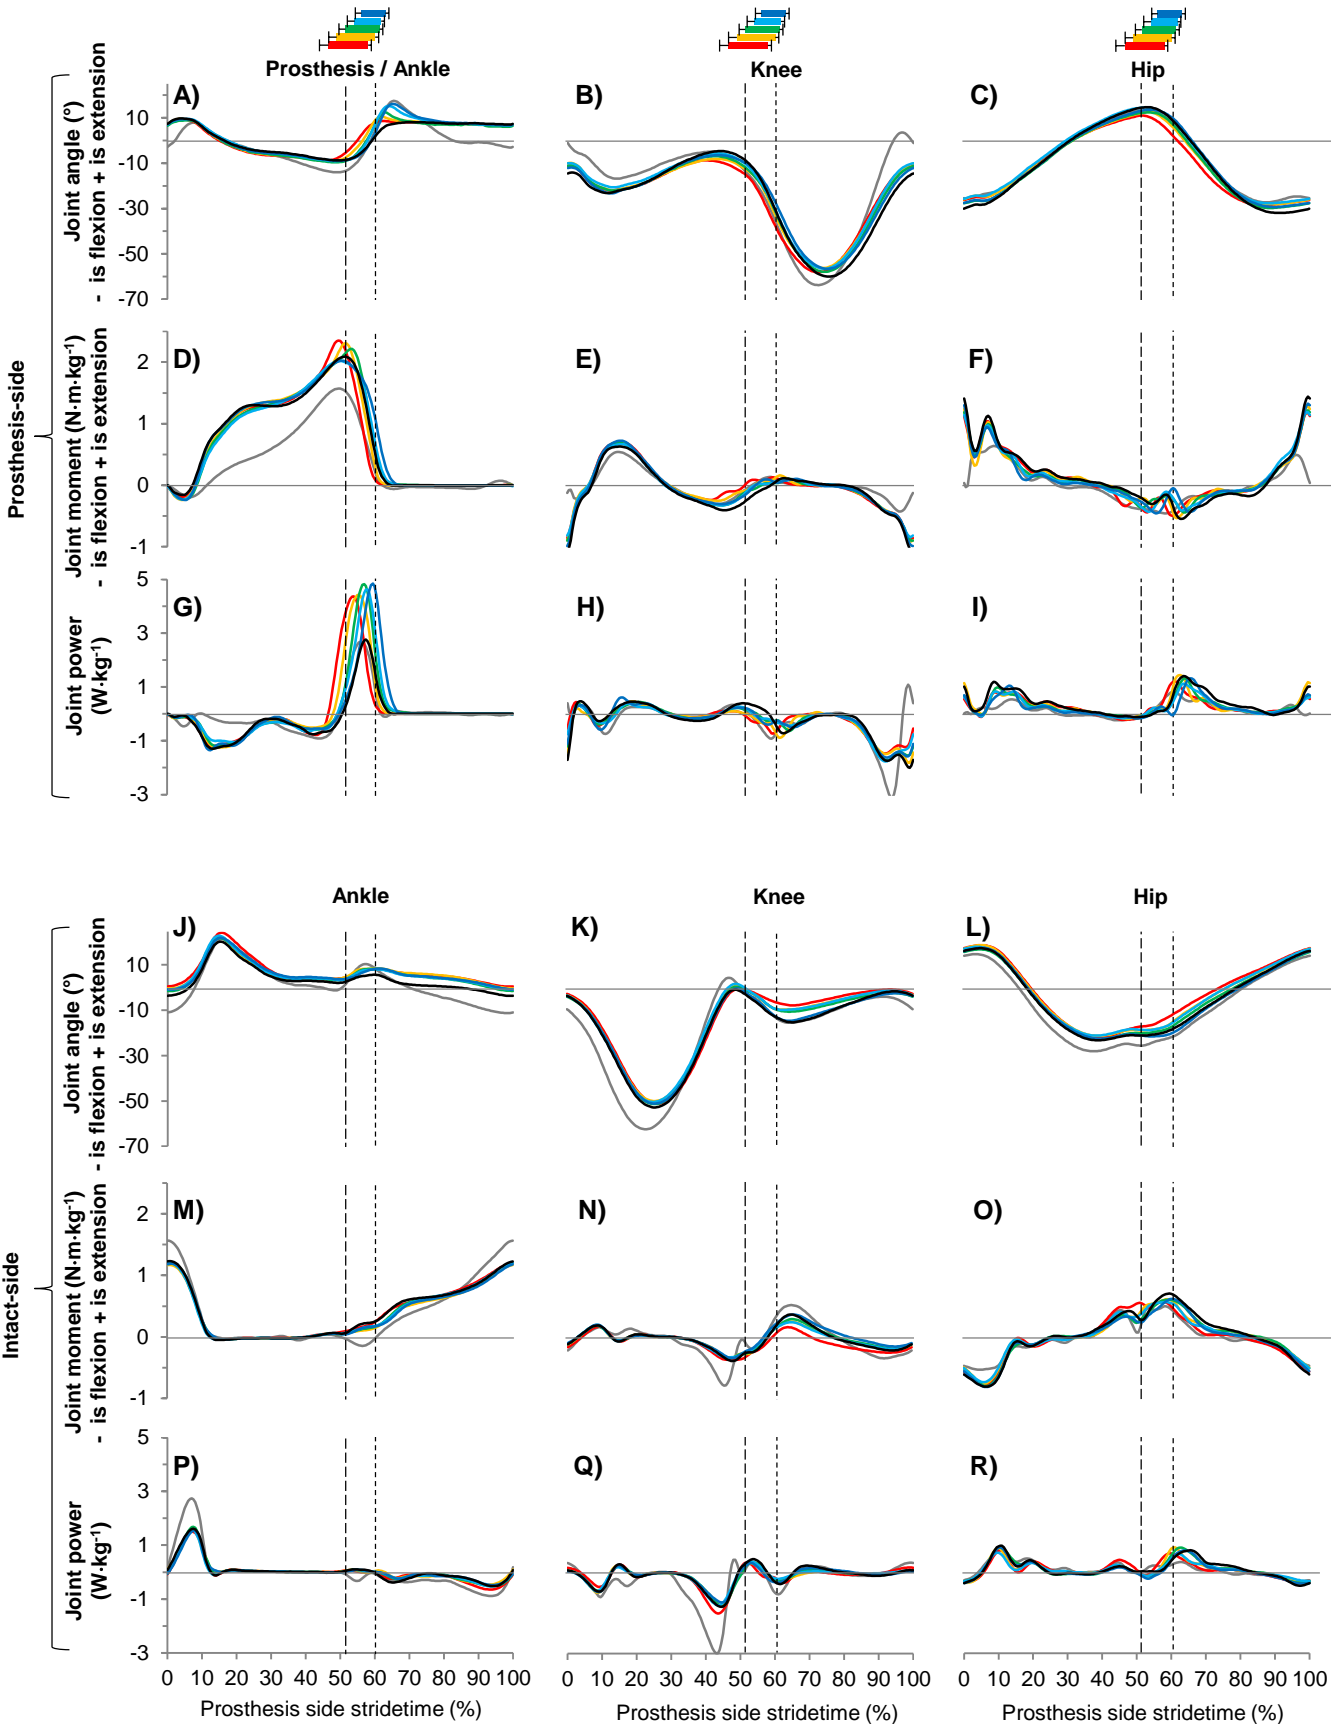 Prosthesis / Ankle
Knee
Hip
Prosthesis-side
Joint angle (°)
- is flexion + is extension
A)
B)
C)
10
-10
-30
-50
-70
Joint moment (N·m·kg-1)
- is flexion + is extension
D)
E)
F)
2
1
0
-1
Joint power
(W·kg-1)
G)
H)
I)
5
3
1
-1
-3
Ankle
Knee
Hip
Intact-side
Joint angle (°)
- is flexion + is extension
J)
K)
L)
10
-10
-30
-50
-70
Joint moment (N·m·kg-1)
- is flexion + is extension
M)
N)
O)
2
1
0
-1
Joint power
(W·kg-1)
P)
Q)
R)
5
3
1
-1
-3
0 10 20 30 40 50 60 70 80 90 100
0 10 20 30 40 50 60 70 80 90 100
0 10 20 30 40 50 60 70 80 90 100
Prosthesis side stridetime (%)
Prosthesis side stridetime (%)
Prosthesis side stridetime (%)